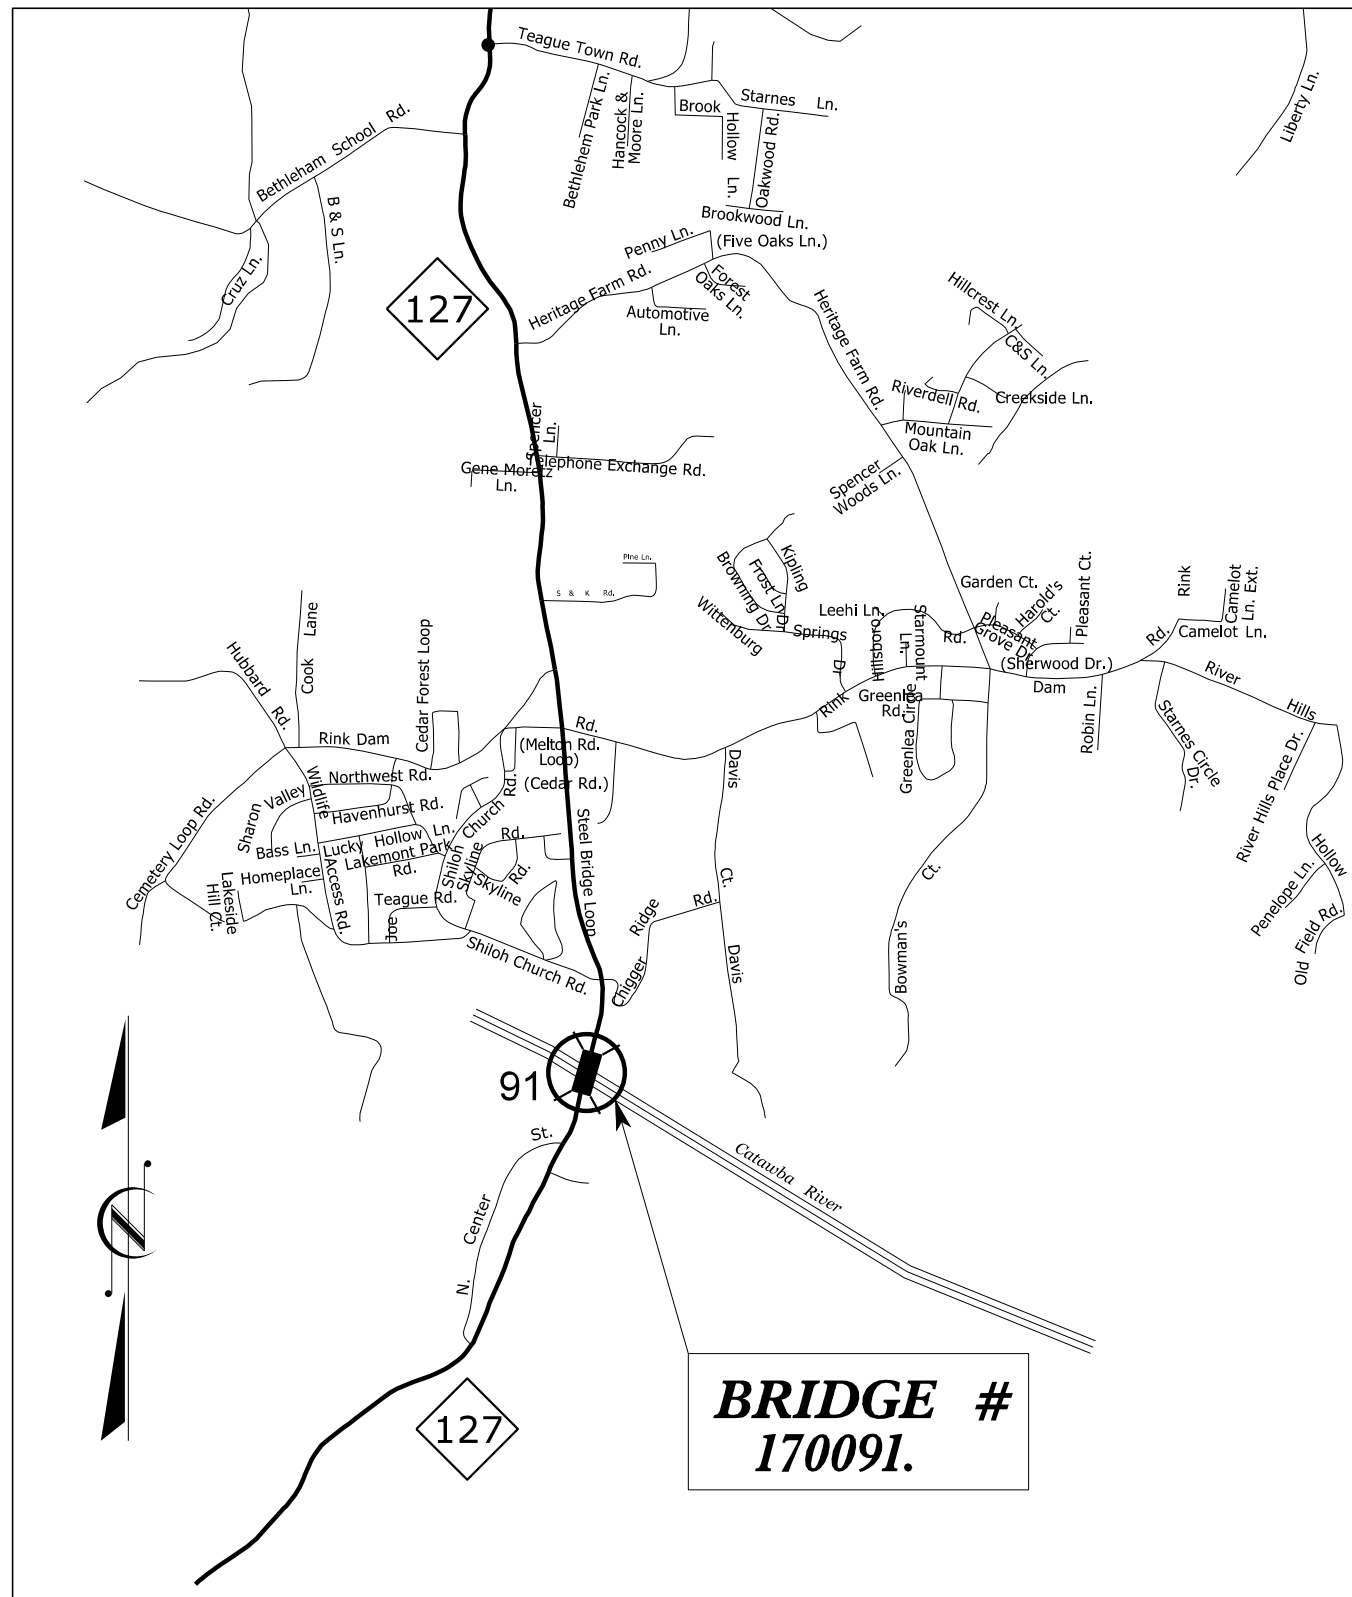 Teague Town Rd.
Bethlehem Park Ln.
Hancock &
Moore Ln.
Brook
Hollow
Ln.
Starnes Ln.
Oakwood Rd.
Liberty Ln.
Bethleham School Rd.
B & S Ln.
Cruz Ln.
Brookwood Ln.
(Five Oaks Ln.)
Penny Ln.
Heritage Farm Rd.
Forest
Oaks Ln.
Automotive
Ln.
127
Heritage Farm Rd.
Hillcrest Ln.
C&S Ln.
Riverdell Rd.
Creekside Ln.
Mountain
Oak Ln.
Spencer
Ln.
Telephone Exchange Rd.
Gene Moretz
Ln.
Spencer
Woods Ln.
Pine Ln.
S & K Rd.
Kipling
Dr.
Frost Ln.
Browning Dr.
Wittenburg
Springs
Dr
Leehi Ln.
Hillsboro
Starmount
Ln.
Rd.
Garden Ct.
Pleasant
Grove Dr.
Harold's
Ct.
Pleasant Ct.
(Sherwood Dr.)
Rink
Dam
Rd.
Rink
Camelot
Ln. Ext.
Camelot Ln.
River
Hills
Robin Ln.
Starnes Circle
Dr.
River Hills Place Dr.
Hollow
Penelope Ln.
Old Field Rd.
Greenlea
Rd.
Greenlea Circle
Hubbard Rd.
Cook Lane
Cedar Forest Loop
Rink Dam
Rd.
(Melton Rd.
Loop)
(Cedar Rd.)
Northwest Rd.
Wildlife
Access Rd.
Sharon Valley
Havenhurst Rd.
Cemetery Loop Rd.
Bass Ln.
Lucky Hollow Ln.
Lakemont Park
Rd.
Homeplace
Ln.
Lakeside
Hill Ct.
Joe
Teague Rd.
Shiloh Church Rd.
Skyline Rd.
Skyline Rd.
Steel Bridge Loop
Shiloh Church Rd.
Chigger Ridge Rd.
Davis
Ct.
Davis
Bowman's Ct.
91
Catawba River
N. Center St.
127
BRIDGE #
170091.